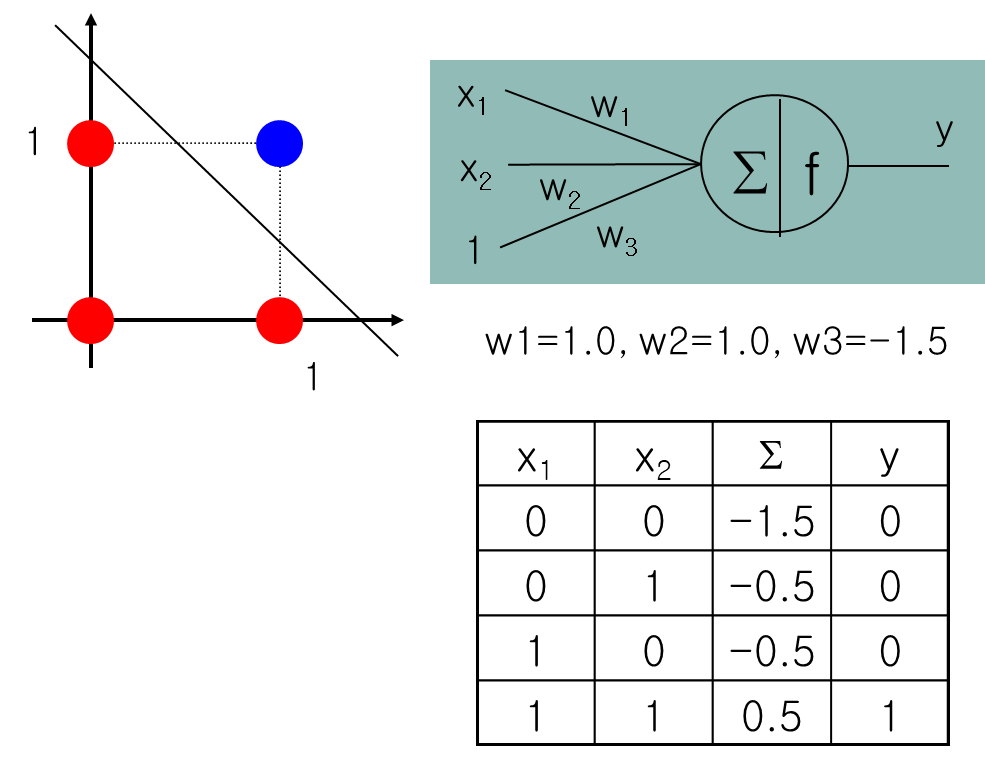 1
1
x1
w1
x2
w2
1
w3
Σ
f
y
w1=1.0, w2=1.0, w3=-1.5
x1 x2 Σ y
0 0 -1.5 0
0 1 -0.5 0
1 0 -0.5 0
1 1 0.5 1